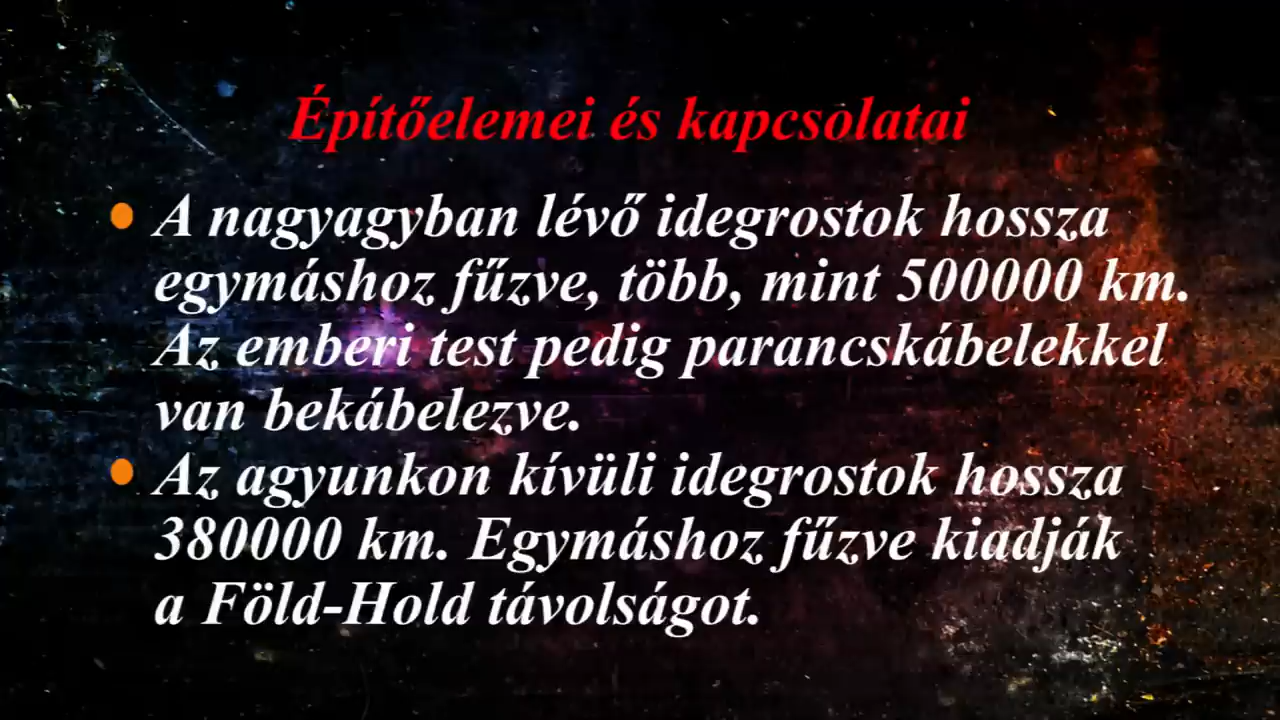 Építőelemei és kapcsolatai
• A nagyagyban lévő idegrostok hossza
egymáshoz fűzve, több, mint 500000 km.
Az emberi test pedig parancskábelekkel
van bekábelezve.
• Az agyunkon kívüli idegrostok hossza
380000 km. Egymáshoz fűzve kiadják
a Föld-Hold távolságot.